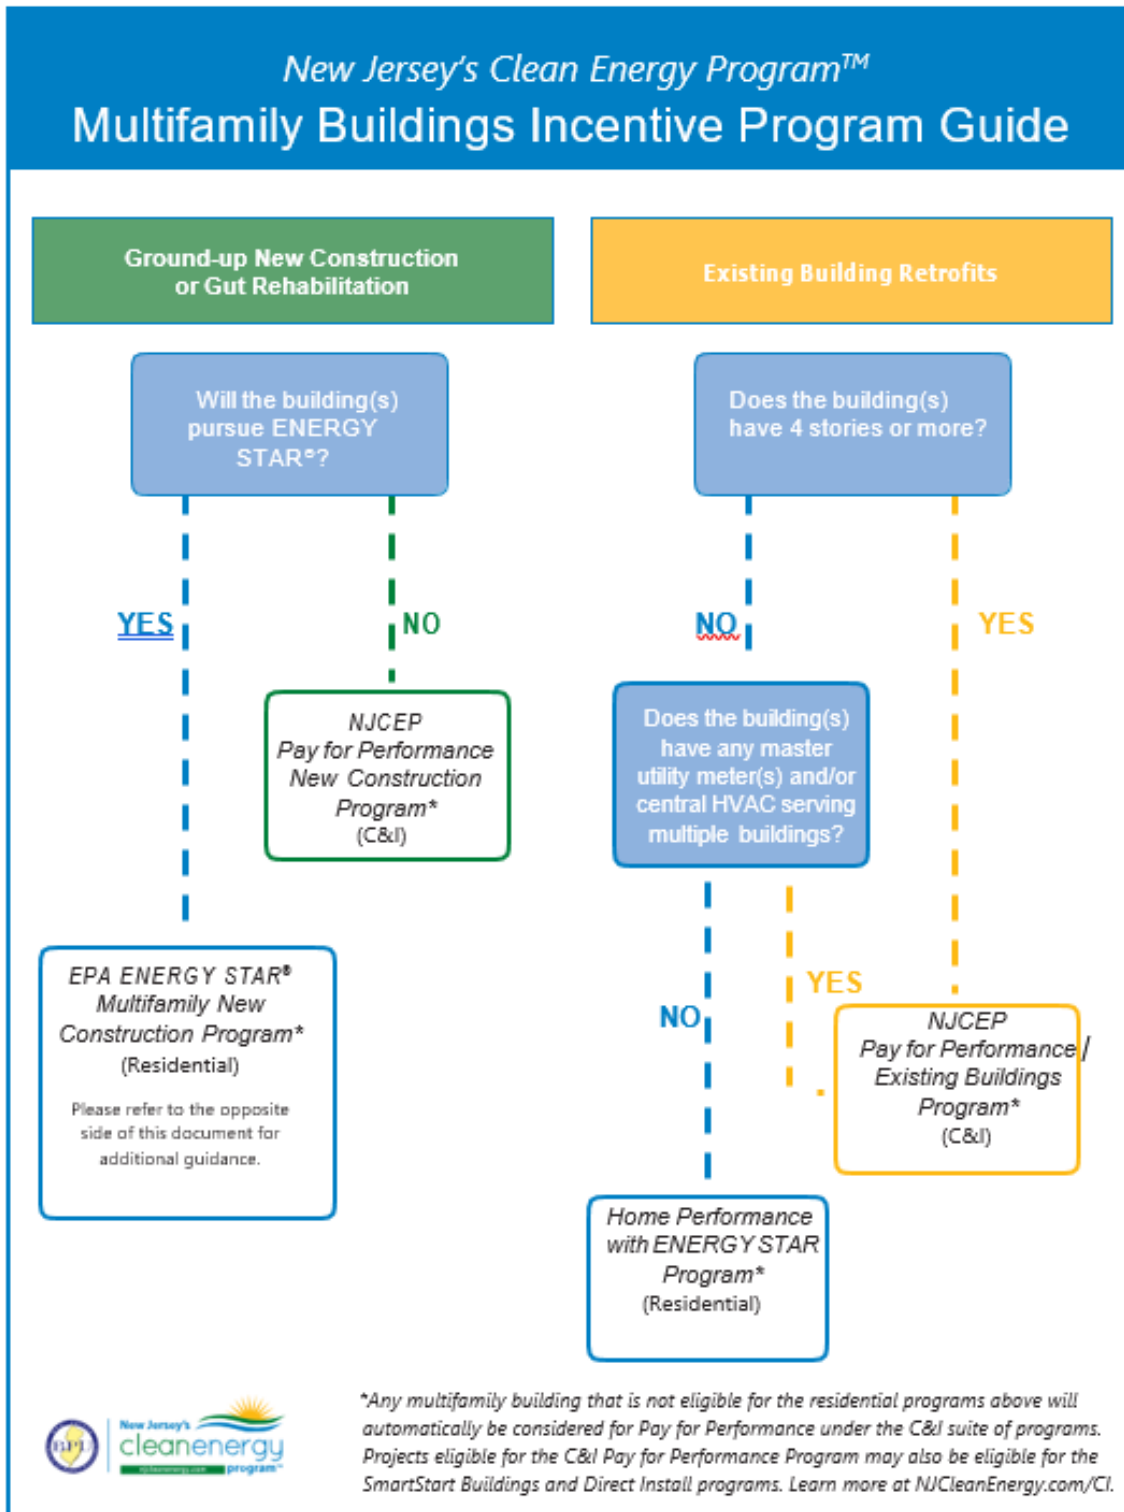 New Jersey's Clean Energy Program™
Multifamily Buildings Incentive Program Guide
Ground-up New Construction
or Gut Rehabilitation
Existing Building Retrofits
Will the building(s)
pursue ENERGY
STAR®?
Does the building(s)
have 4 stories or more?
YES
NO
NO
YES
NJCEP
Pay for Performance
New Construction
Program*
(C&I)
Does the building(s)
have any master
utility meter(s) and/or
central HVAC serving
multiple buildings?
EPA ENERGY STAR®
Multifamily New
Construction Program*
(Residential)
Please refer to the opposite
side of this document for
additional guidance.
NO
YES
NJCEP
Pay for Performance
Existing Buildings
Program*
(C&I)
Home Performance
with ENERGY STAR
Program*
(Residential)
BPU
New Jersey's
cleanenergy
njcleanenergy.com
program™
*Any multifamily building that is not eligible for the residential programs above will
automatically be considered for Pay for Performance under the C&I suite of programs.
Projects eligible for the C&I Pay for Performance Program may also be eligible for the
SmartStart Buildings and Direct Install programs. Learn more at NJCleanEnergy.com/CI.